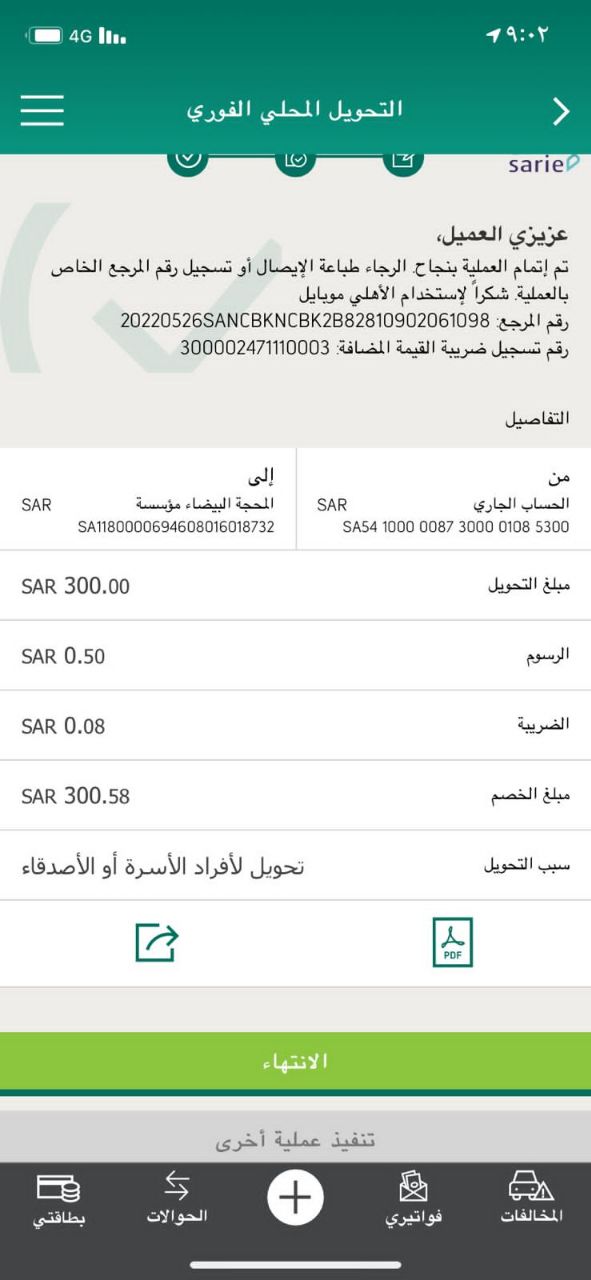 4G ٩:٠٢
التحويل المحلي الفوري
sarie
عزيزي العميل،
تم إتمام العملية بنجاح. الرجاء طباعة الإيصال أو تسجيل رقم المرجع الخاص
بالعملية. شكراً لإستخدام الأهلي موبايل
رقم المرجع: 20220526SANCBKNCBK2B82810902061098
رقم تسجيل ضريبة القيمة المضافة: 300002471110003
التفاصيل
من
الحساب الجاري SAR
SA54 1000 0087 3000 0108 5300
إلى
المحجة البيضاء مؤسسة SAR
SA1180000694608016018732
مبلغ التحويل SAR 300.00
الرسوم SAR 0.50
الضريبة SAR 0.08
مبلغ الخصم SAR 300.58
سبب التحويل تحويل لأفراد الأسرة أو الأصدقاء
PDF
الانتهاء
تنفيذ عملية أخرى
المخالفات فواتيري الحوالات بطاقتي